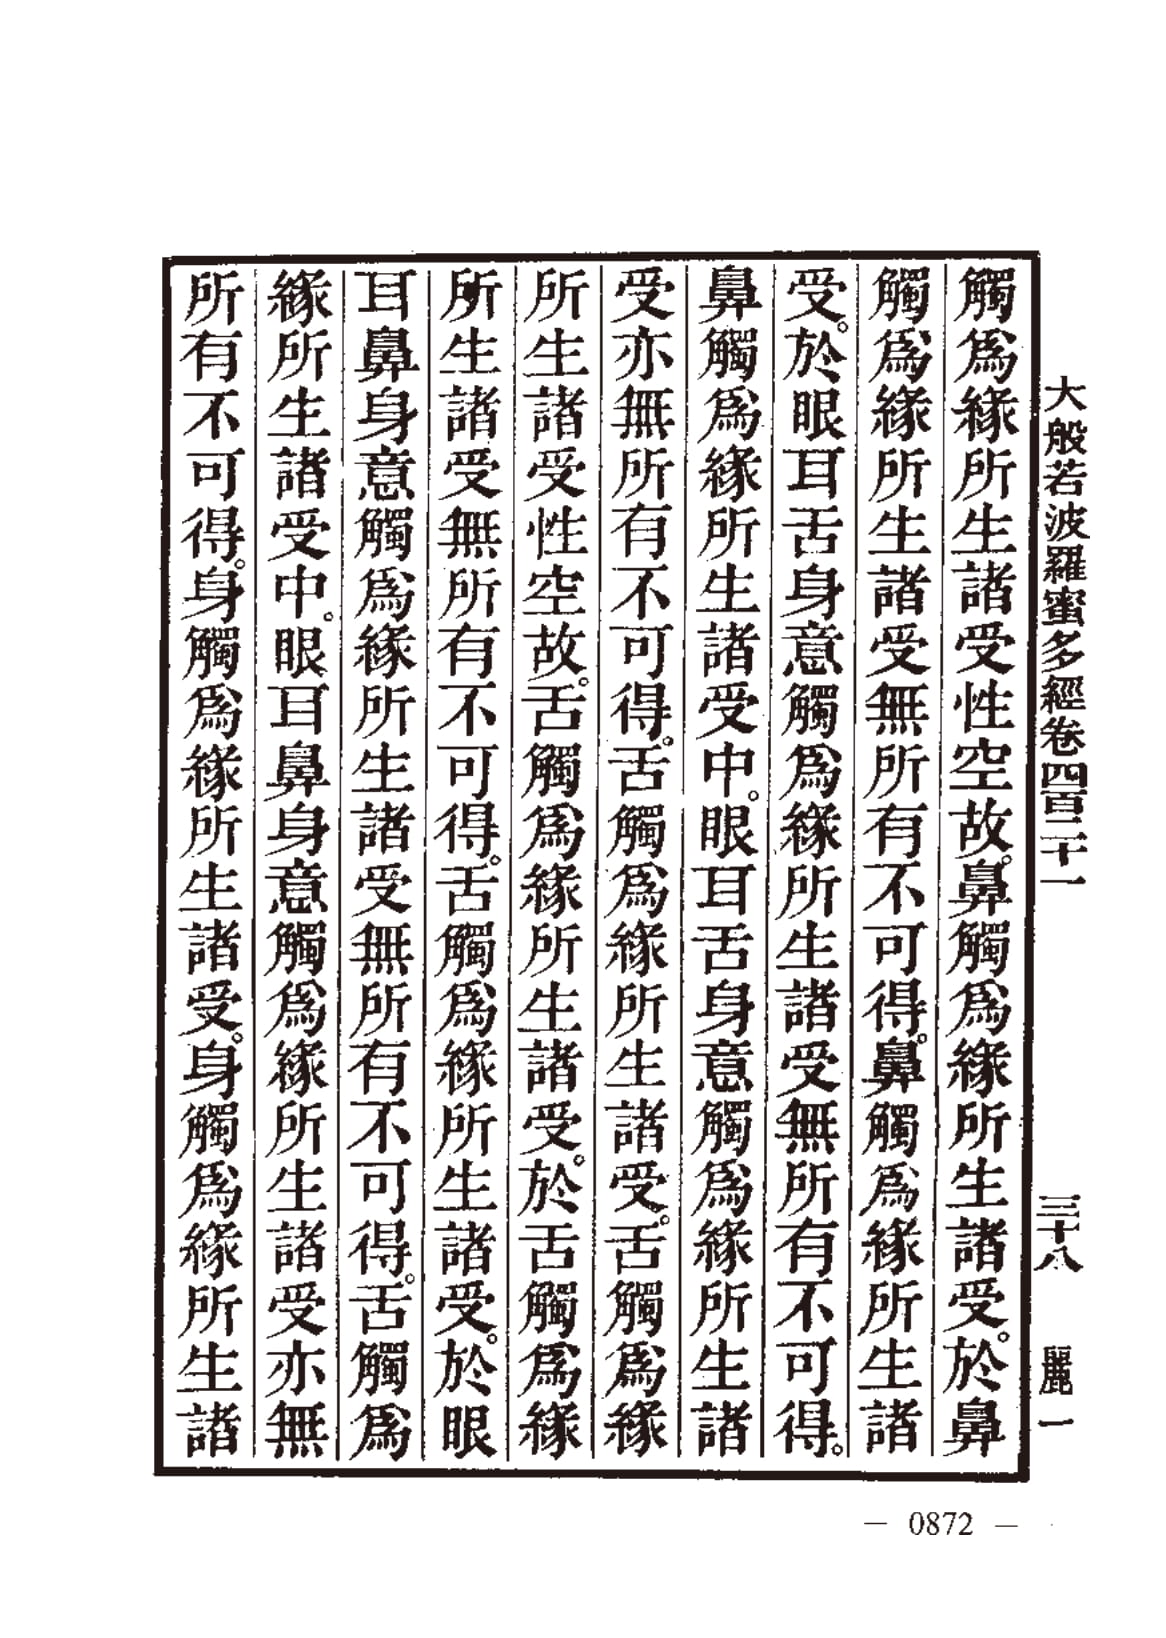 大般若波羅蜜多經卷四百二十一 三十八 麗一
觸爲緣所生諸受性空故。鼻觸爲緣所生諸受。於鼻
觸爲緣所生諸受無所有不可得。鼻觸爲緣所生諸
受。於眼耳舌身意觸爲緣所生諸受無所有不可得。
鼻觸爲緣所生諸受中。眼耳舌身意觸爲緣所生諸
受亦無所有不可得。舌觸爲緣所生諸受。舌觸爲緣
所生諸受性空故。舌觸爲緣所生諸受。於舌觸爲緣
所生諸受無所有不可得。舌觸爲緣所生諸受。於眼
耳鼻身意觸爲緣所生諸受無所有不可得。舌觸爲
緣所生諸受中。眼耳鼻身意觸爲緣所生諸受亦無
所有不可得。身觸爲緣所生諸受。身觸爲緣所生諸
— 0872 —